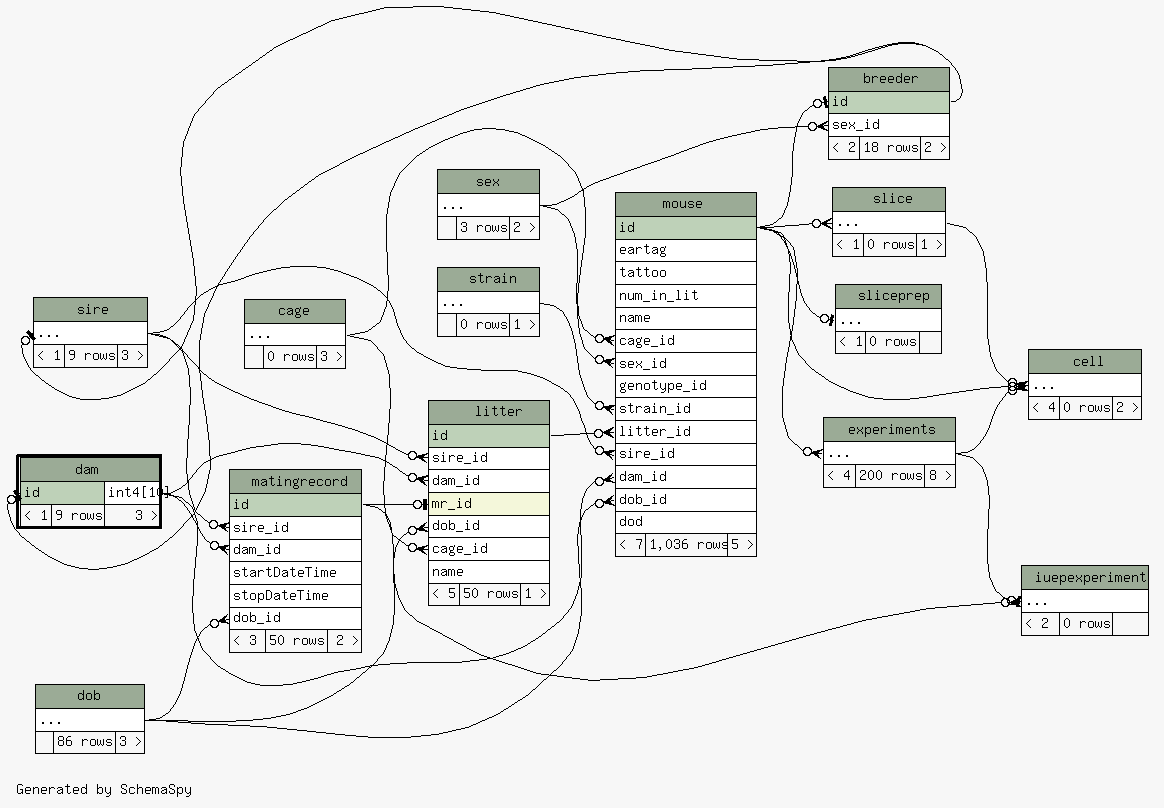 breeder
id
sex_id
< 2 18 rows 2 >
sex
...
3 rows 2 >
mouse
id
eartag
tattoo
num_in_lit
name
cage_id
sex_id
genotype_id
strain_id
litter_id
sire_id
dam_id
dob_id
dod
< 7 1,036 rows 5 >
slice
...
< 1 0 rows 1 >
strain
...
0 rows 1 >
sliceprep
...
< 1 0 rows
sire
...
< 1 9 rows 3 >
cage
...
0 rows 3 >
cell
...
< 4 0 rows 2 >
litter
id
sire_id
dam_id
mr_id
dob_id
cage_id
name
< 5 50 rows 1 >
experiments
...
< 4 200 rows 8 >
dam
id int4[10]
< 1 9 rows 3 >
matingrecord
id
sire_id
dam_id
startDateTime
stopDateTime
dob_id
< 3 50 rows 2 >
iuepexperiment
...
< 2 0 rows
dob
...
86 rows 3 >
Generated by SchemaSpy